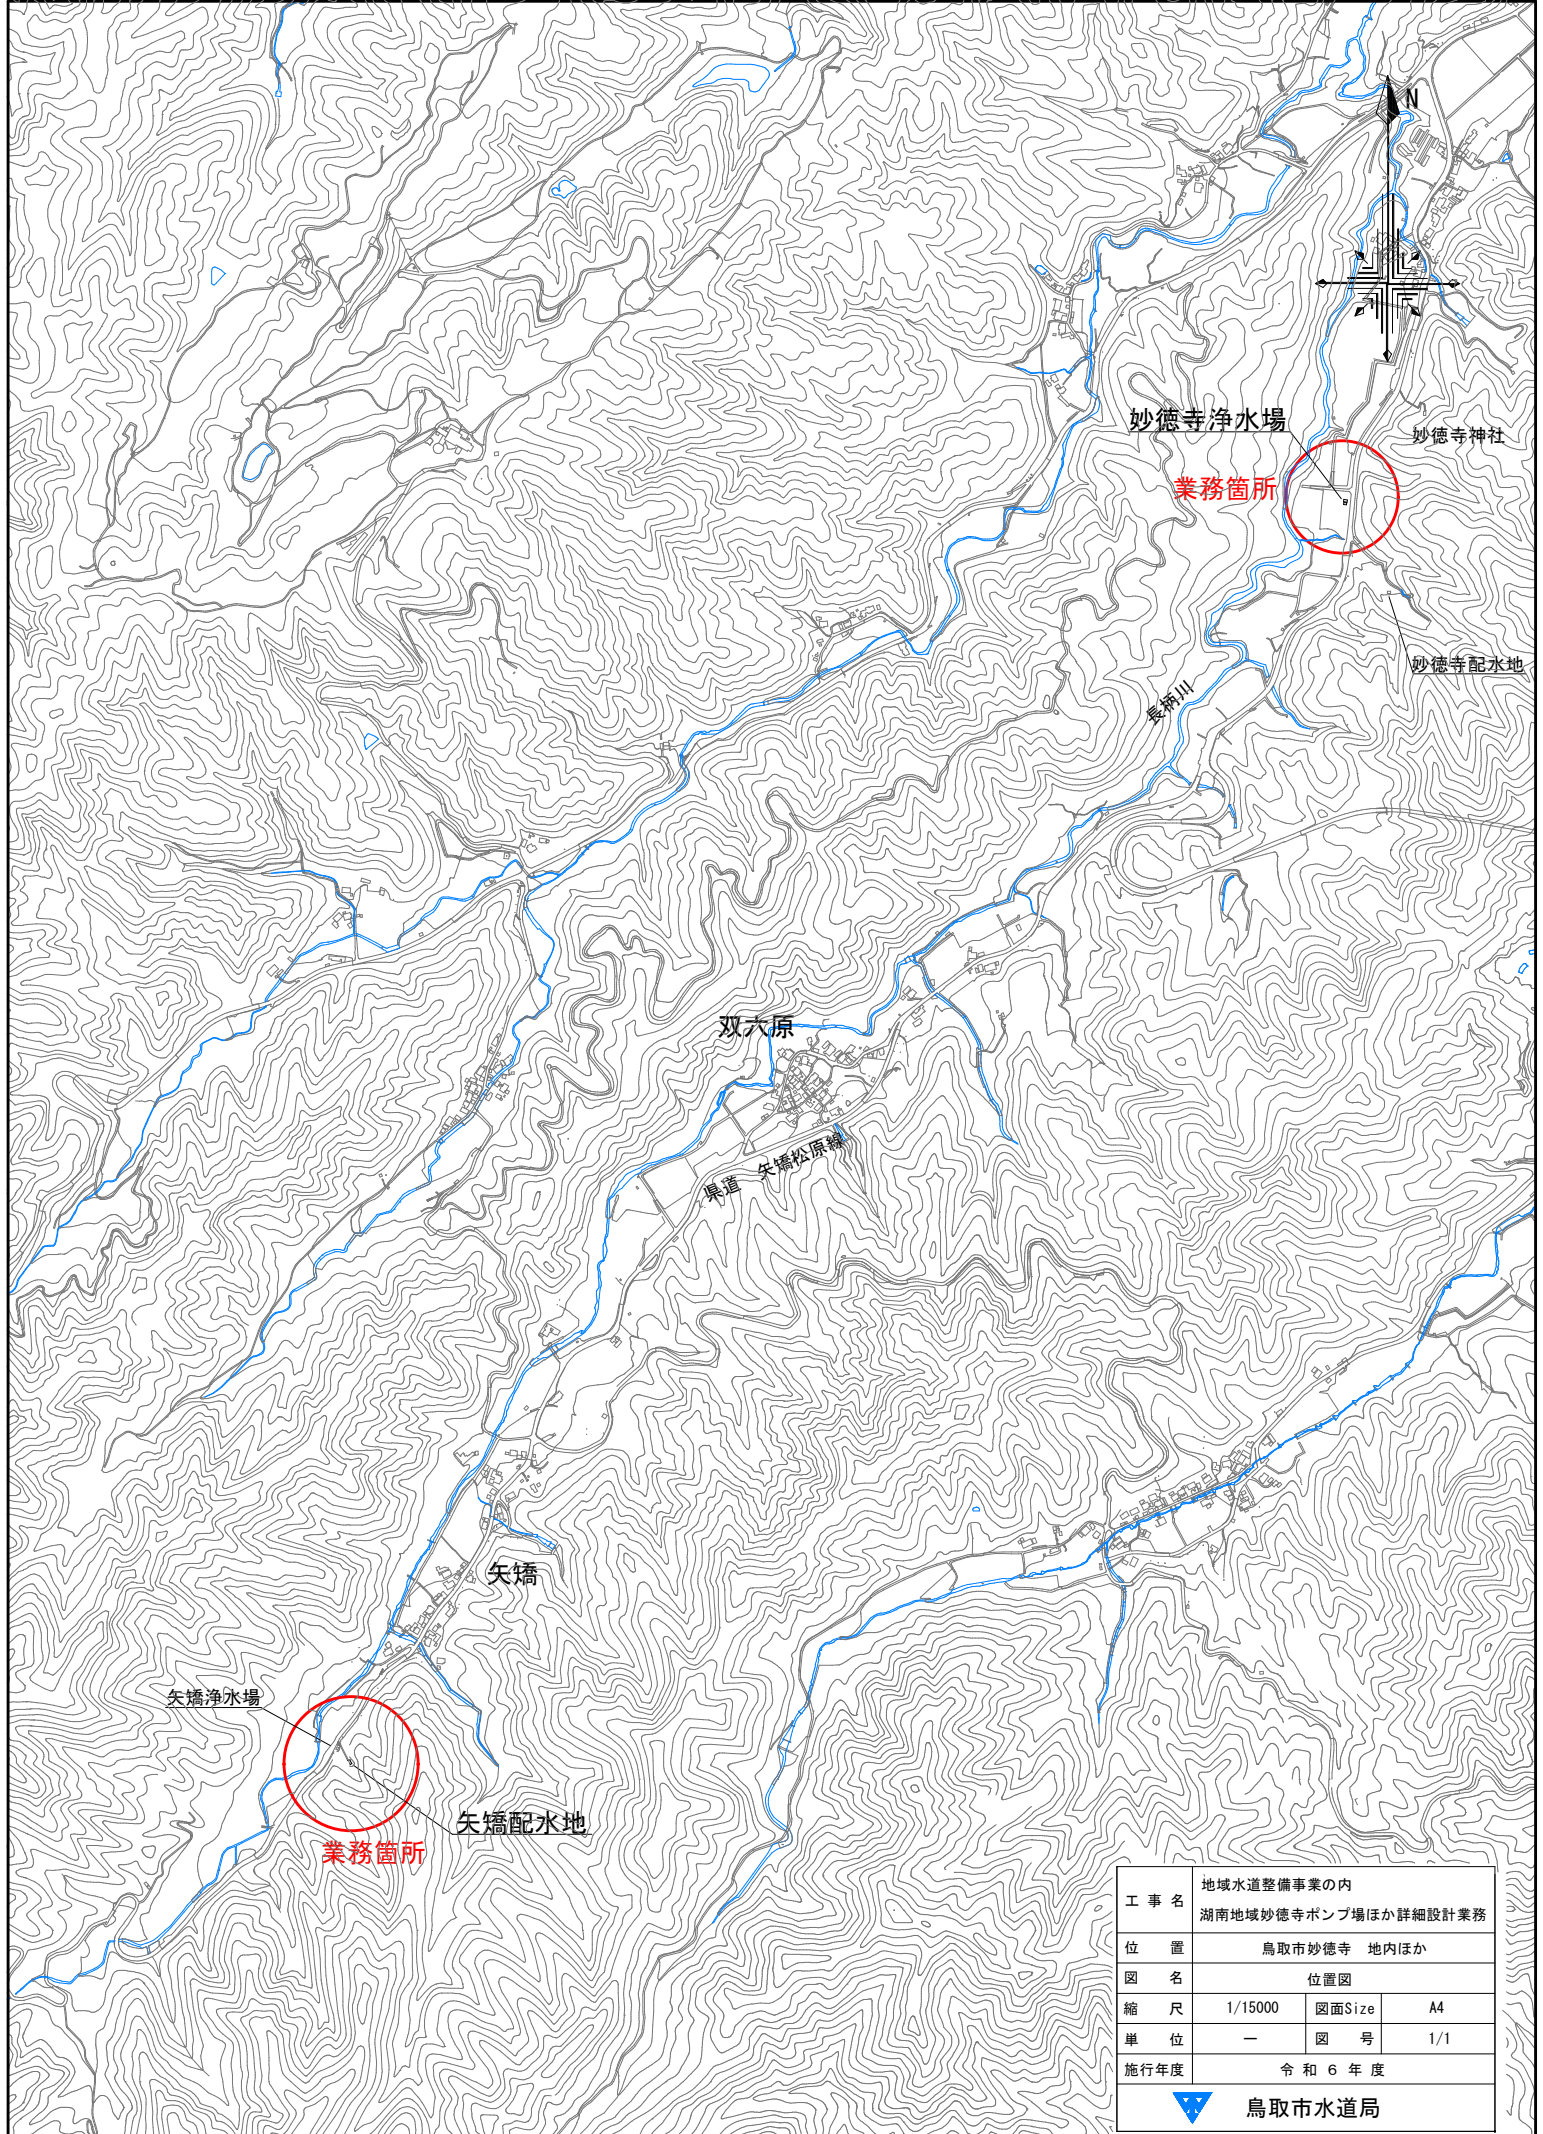 N
妙徳寺浄水場
妙徳寺神社
業務箇所
妙徳寺配水地
長柄川
双六原
県道 矢矯松原線
矢矯
矢矯浄水場
矢矯配水地
業務箇所
工事名 地域水道整備事業の内
湖南地域妙徳寺ポンプ場ほか詳細設計業務
位置 鳥取市妙徳寺 地内ほか
図名 位置図
縮尺 1/15000 図面Size A4
単位 ― 図号 1/1
施行年度 令和6年度
鳥取市水道局